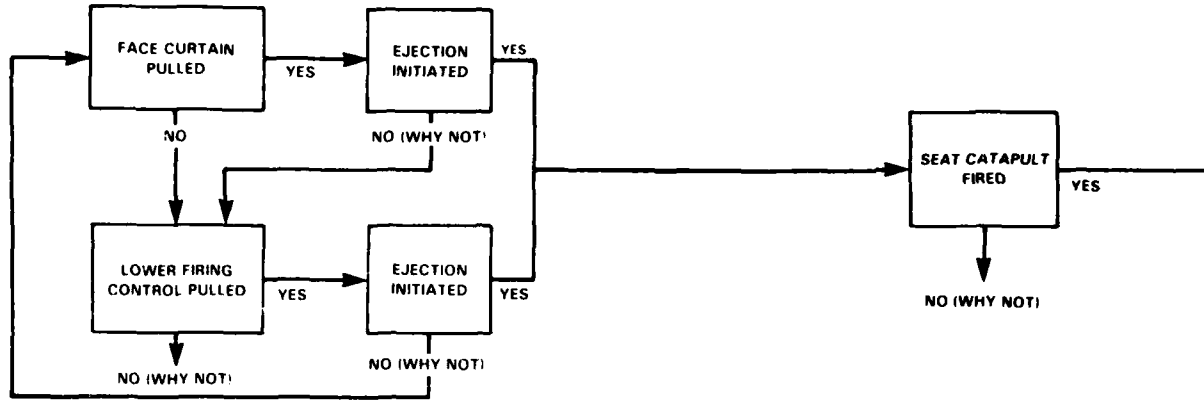 FACE CURTAIN
PULLED
YES
EJECTION
INITIATED
YES
NO
NO (WHY NOT)
SEAT CATAPULT
FIRED
YES
NO (WHY NOT)
LOWER FIRING
CONTROL PULLED
YES
EJECTION
INITIATED
YES
NO (WHY NOT)
NO (WHY NOT)